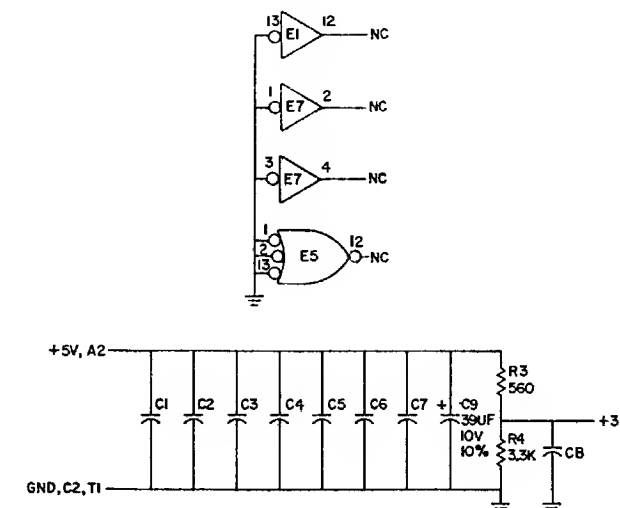 13 12
E1 NC
1 2
E7 NC
3 4
E7 NC
1
2
13
E5
12
NC
+5V, A2
C1 C2 C3 C4 C5 C6 C7 + C9
39UF
10V
10%
R3
560
+3
R4
3.3K
C8
GND, C2, T1